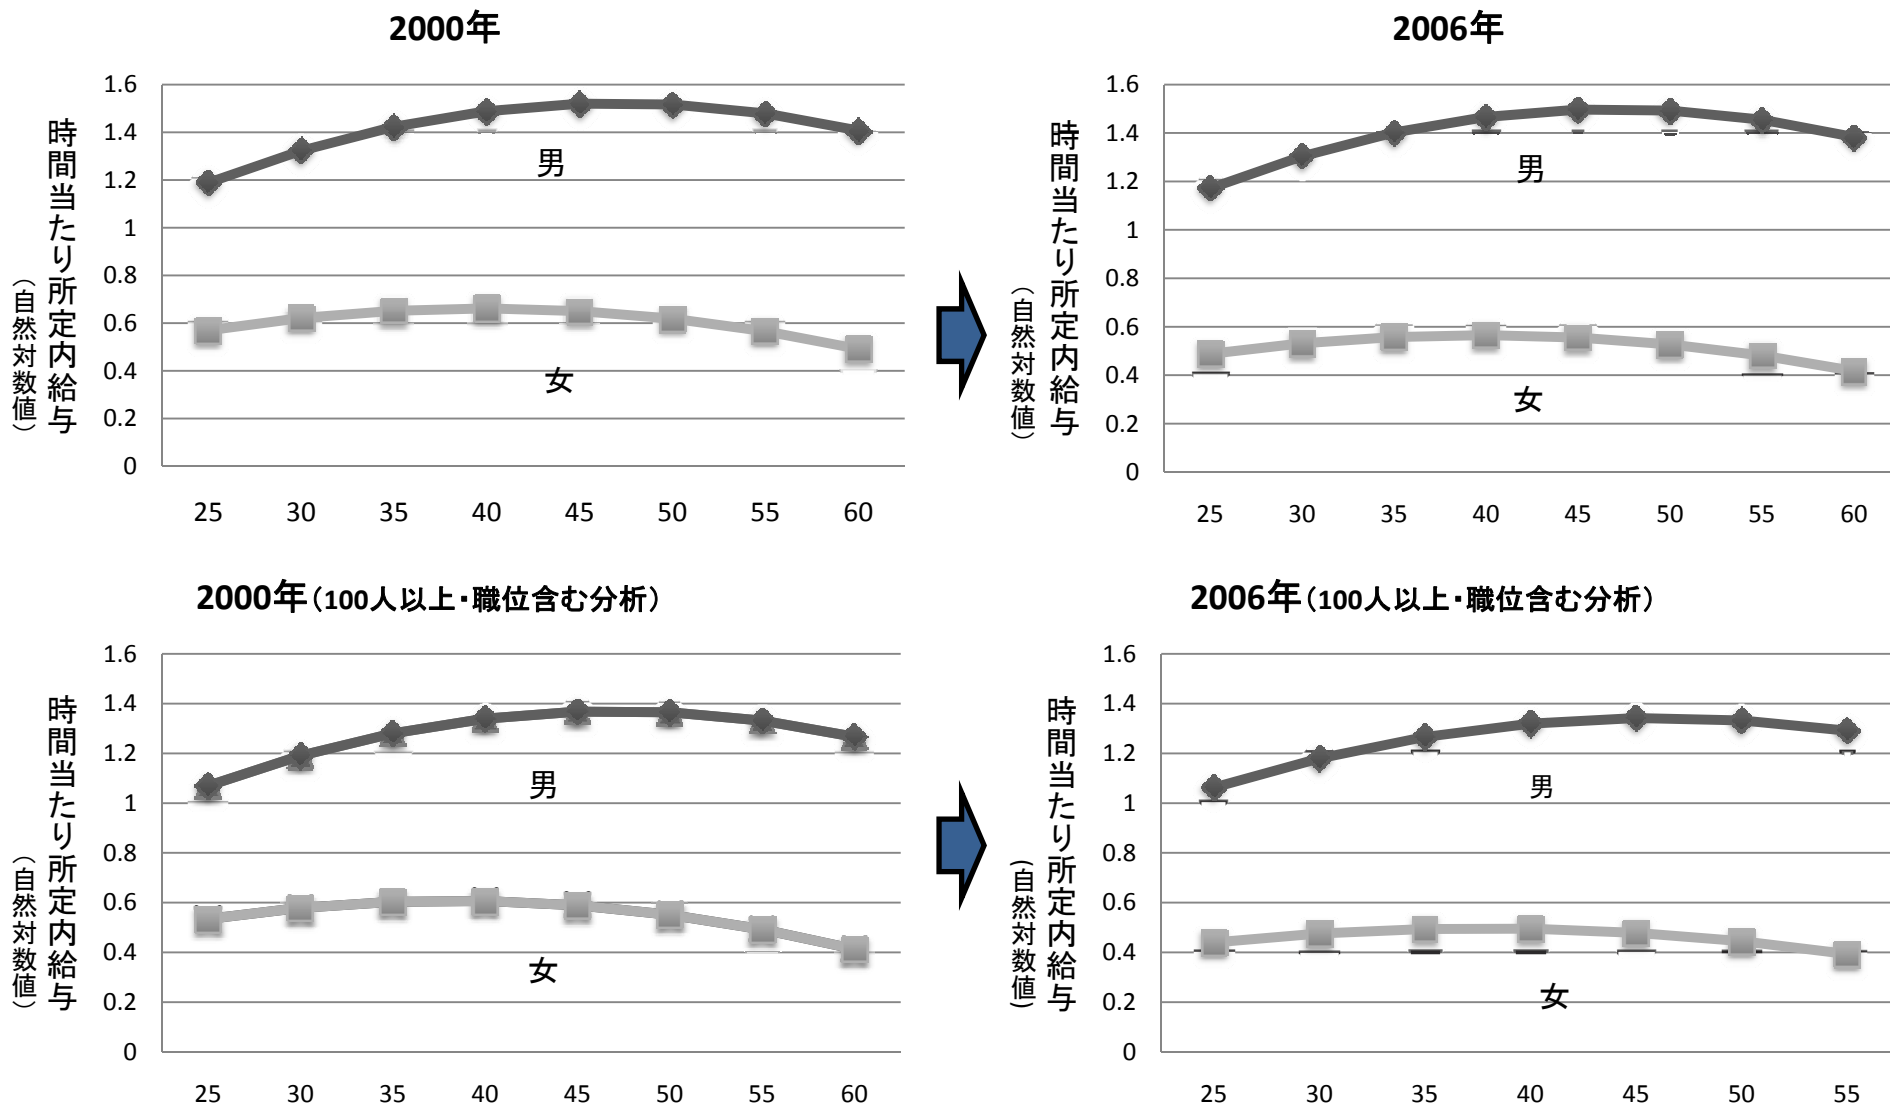 2000年
時間当たり所定内給与
（自然対数値）
1.6
1.4
1.2
1
0.8
0.6
0.4
0.2
0
男
女
25 30 35 40 45 50 55 60
2006年
時間当たり所定内給与
（自然対数値）
1.6
1.4
1.2
1
0.8
0.6
0.4
0.2
0
男
女
25 30 35 40 45 50 55 60
2000年（100人以上・職位含む分析）
時間当たり所定内給与
（自然対数値）
1.6
1.4
1.2
1
0.8
0.6
0.4
0.2
0
男
女
25 30 35 40 45 50 55 60
2006年（100人以上・職位含む分析）
時間当たり所定内給与
(自然対数値)
1.6
1.4
1.2
1
0.8
0.6
0.4
0.2
0
男
女
25 30 35 40 45 50 55